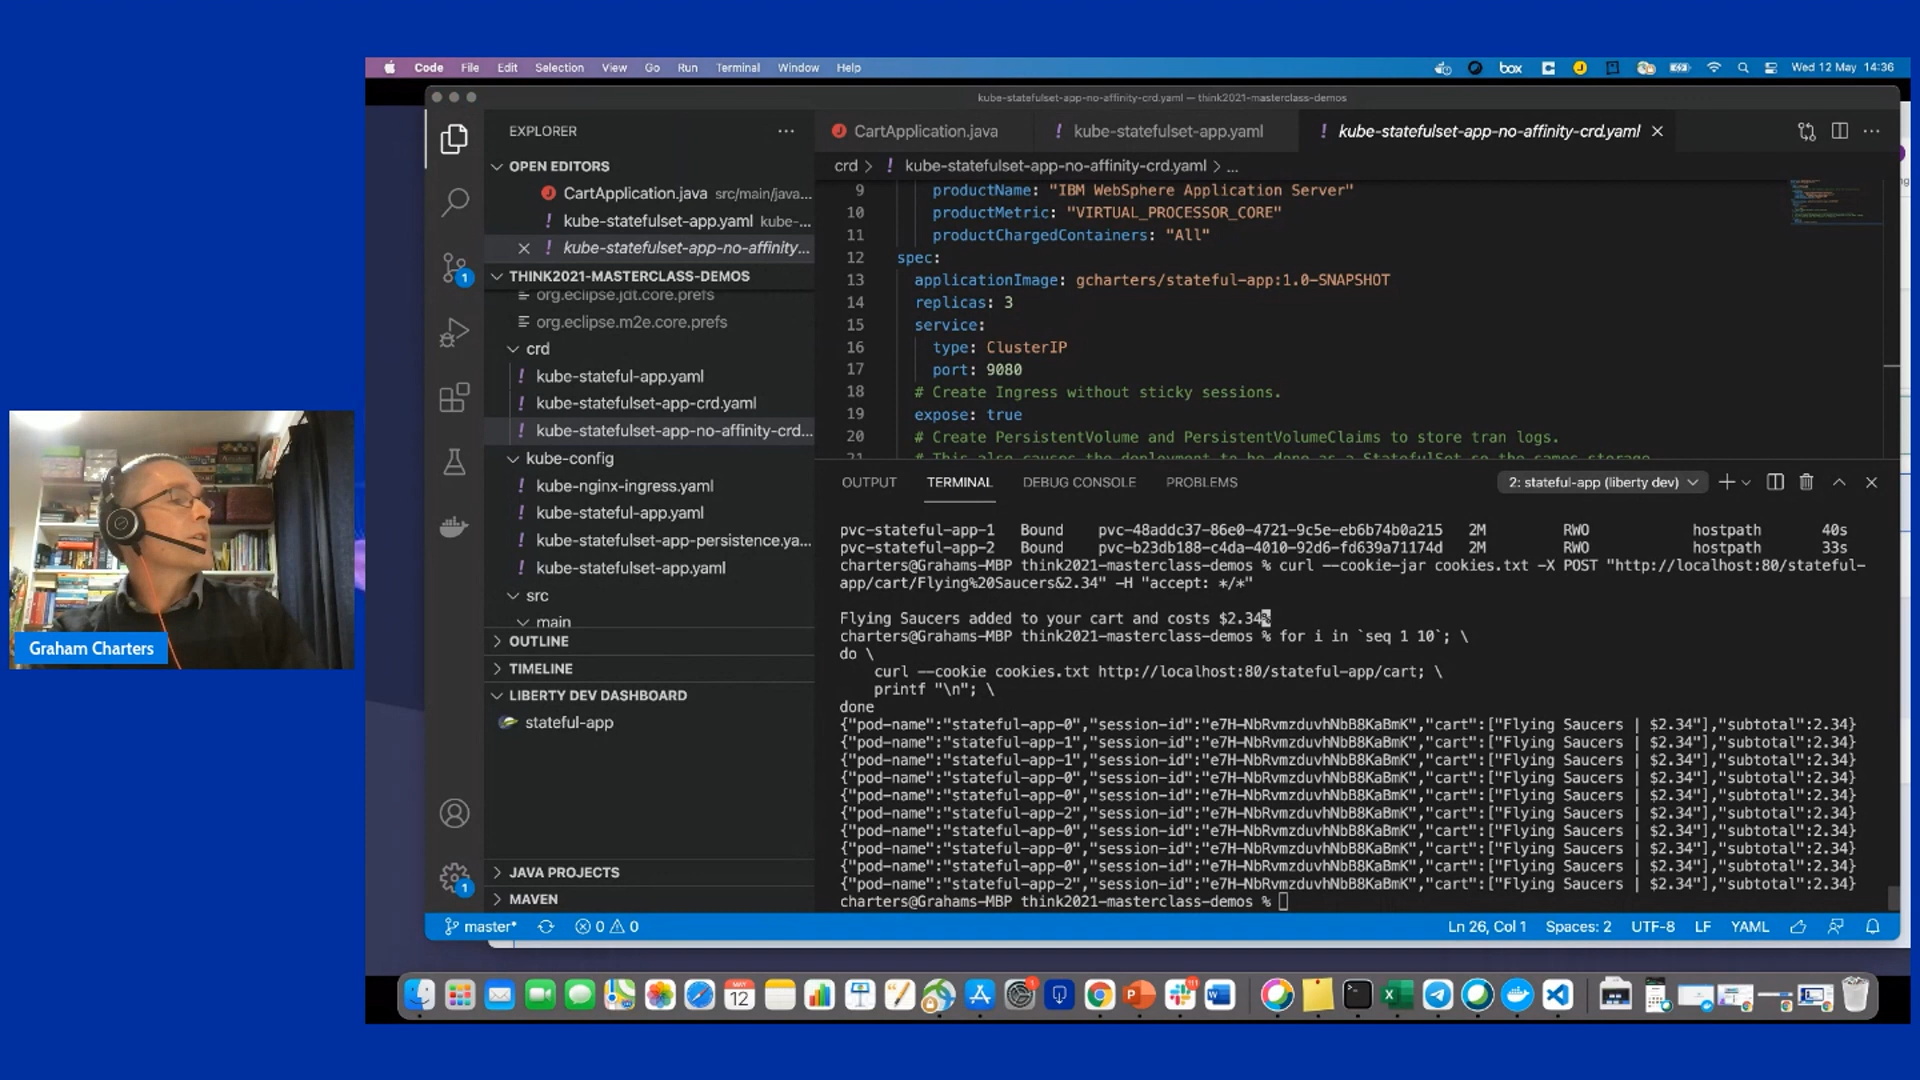 Code File Edit Selection View Go Run Terminal Window Help
box
Wed 12 May 14:36
kube-statefulset-app-no-affinity-crd.yaml — think2021-masterclass-demos
EXPLORER
OPEN EDITORS
CartApplication.java src/main/java...
kube-statefulset-app.yaml kube-...
kube-statefulset-app-no-affinity...
THINK2021-MASTERCLASS-DEMOS
org.eclipse.jdt.core.prefs
org.eclipse.m2e.core.prefs
crd
kube-stateful-app.yaml
kube-statefulset-app-crd.yaml
kube-statefulset-app-no-affinity-crd...
kube-config
kube-nginx-ingress.yaml
kube-stateful-app.yaml
kube-statefulset-app-persistence.ya...
kube-statefulset-app.yaml
src
main
OUTLINE
TIMELINE
LIBERTY DEV DASHBOARD
stateful-app
JAVA PROJECTS
MAVEN
CartApplication.java
kube-statefulset-app.yaml
kube-statefulset-app-no-affinity-crd.yaml
crd > ! kube-statefulset-app-no-affinity-crd.yaml > ...
9 productName: "IBM WebSphere Application Server"
10 productMetric: "VIRTUAL_PROCESSOR_CORE"
11 productChargedContainers: "All"
12 spec:
13 applicationImage: gcharters/stateful-app:1.0-SNAPSHOT
14 replicas: 3
15 service:
16 type: ClusterIP
17 port: 9080
18 # Create Ingress without sticky sessions.
19 expose: true
20 # Create PersistentVolume and PersistentVolumeClaims to store tran logs.
21 # This also causes the deployment to be done as a StatefulSet so the sames storage
OUTPUT TERMINAL DEBUG CONSOLE PROBLEMS
2: stateful-app (liberty dev)
pvc-stateful-app-1 Bound pvc-48addc37-86e0-4721-9c5e-eb6b74b0a215 2M RWO hostpath 40s
pvc-stateful-app-2 Bound pvc-b23db188-c4da-4010-92d6-fd639a71174d 2M RWO hostpath 33s
charters@Grahams-MBP think2021-masterclass-demos % curl --cookie-jar cookies.txt -X POST "http://localhost:80/stateful-
app/cart/Flying%20Saucers&2.34" -H "accept: */*"
Flying Saucers added to your cart and costs $2.34%
charters@Grahams-MBP think2021-masterclass-demos % for i in `seq 1 10`; \
do \
curl --cookie cookies.txt http://localhost:80/stateful-app/cart; \
printf "\n"; \
done
{"pod-name":"stateful-app-0","session-id":"e7H-NbRvmzduvhNbB8KaBmK","cart":["Flying Saucers | $2.34"],"subtotal":2.34}
{"pod-name":"stateful-app-1","session-id":"e7H-NbRvmzduvhNbB8KaBmK","cart":["Flying Saucers | $2.34"],"subtotal":2.34}
{"pod-name":"stateful-app-1","session-id":"e7H-NbRvmzduvhNbB8KaBmK","cart":["Flying Saucers | $2.34"],"subtotal":2.34}
{"pod-name":"stateful-app-0","session-id":"e7H-NbRvmzduvhNbB8KaBmK","cart":["Flying Saucers | $2.34"],"subtotal":2.34}
{"pod-name":"stateful-app-0","session-id":"e7H-NbRvmzduvhNbB8KaBmK","cart":["Flying Saucers | $2.34"],"subtotal":2.34}
{"pod-name":"stateful-app-2","session-id":"e7H-NbRvmzduvhNbB8KaBmK","cart":["Flying Saucers | $2.34"],"subtotal":2.34}
{"pod-name":"stateful-app-0","session-id":"e7H-NbRvmzduvhNbB8KaBmK","cart":["Flying Saucers | $2.34"],"subtotal":2.34}
{"pod-name":"stateful-app-0","session-id":"e7H-NbRvmzduvhNbB8KaBmK","cart":["Flying Saucers | $2.34"],"subtotal":2.34}
{"pod-name":"stateful-app-0","session-id":"e7H-NbRvmzduvhNbB8KaBmK","cart":["Flying Saucers | $2.34"],"subtotal":2.34}
{"pod-name":"stateful-app-2","session-id":"e7H-NbRvmzduvhNbB8KaBmK","cart":["Flying Saucers | $2.34"],"subtotal":2.34}
charters@Grahams-MBP think2021-masterclass-demos %
master* 0 0
Ln 26, Col 1 Spaces: 2 UTF-8 LF YAML
Graham Charters
MAY
12